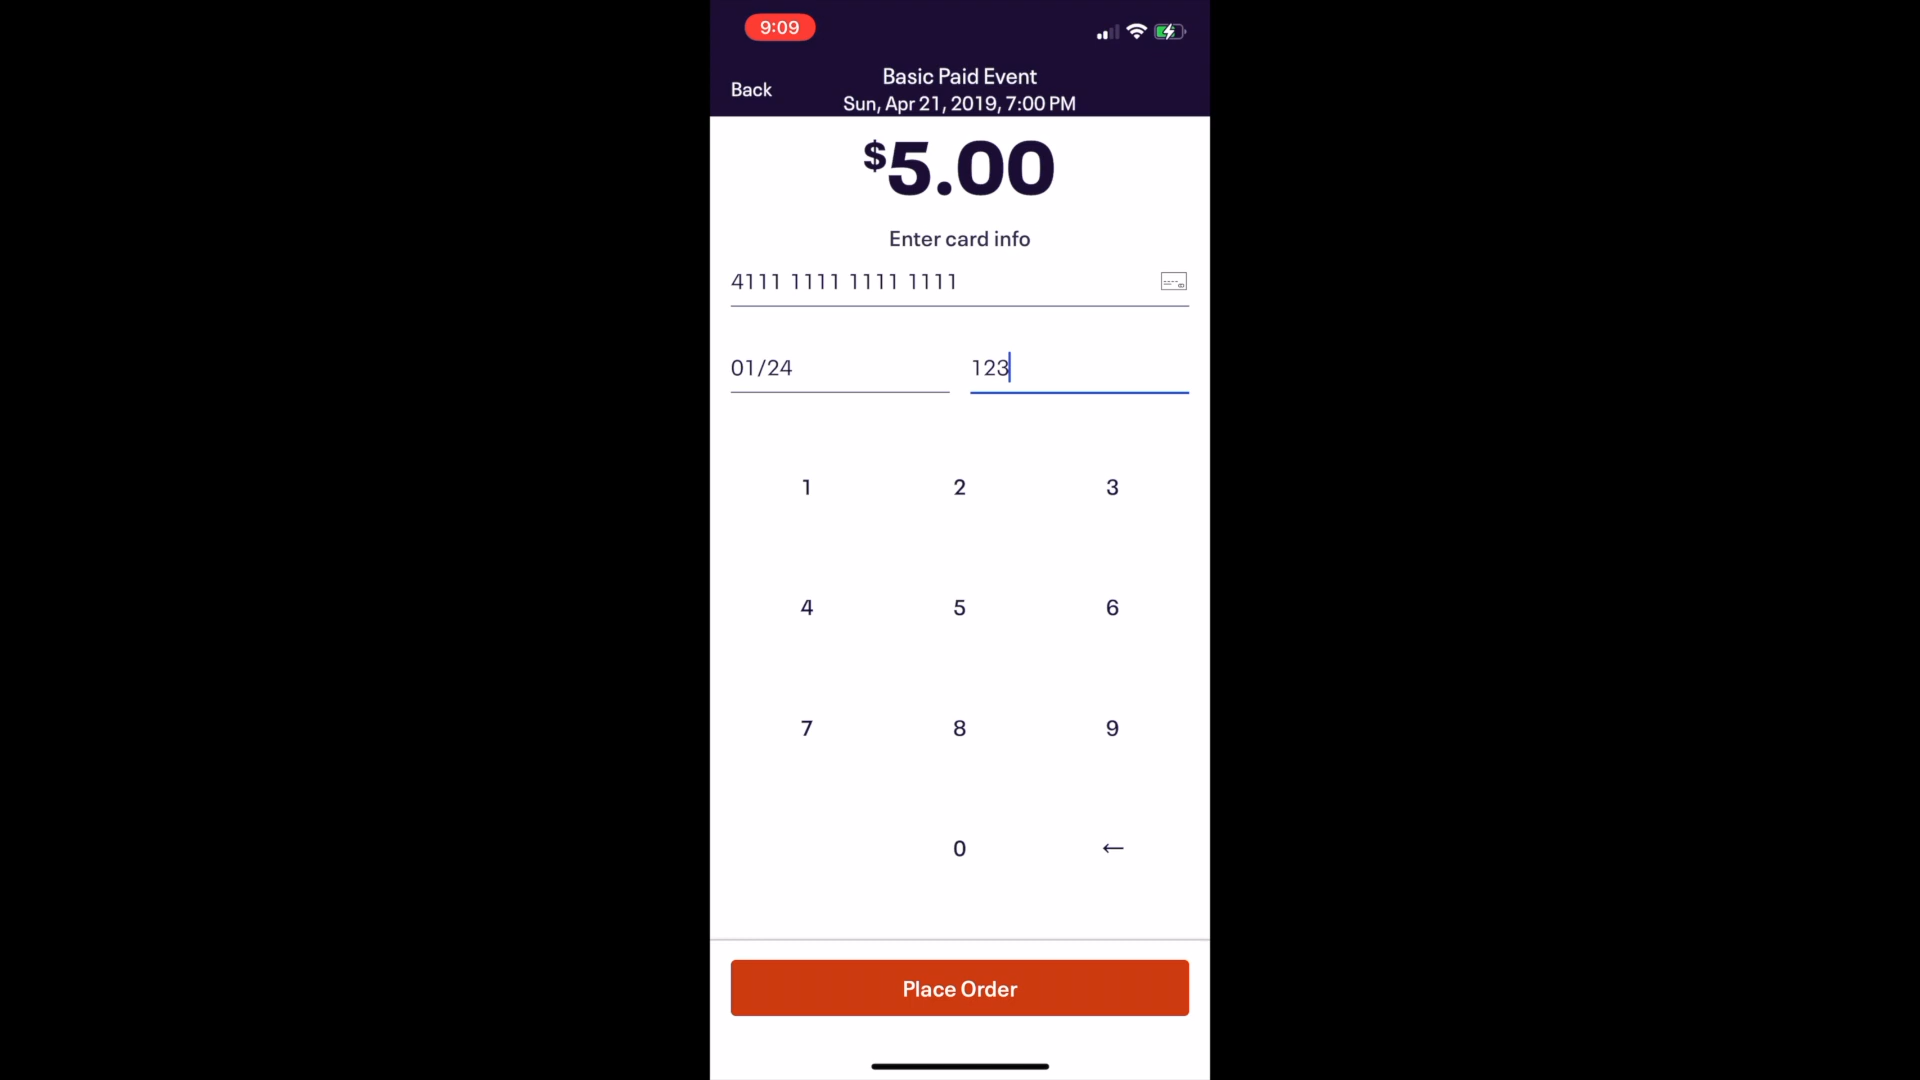 9:09
Back
Basic Paid Event
Sun, Apr 21, 2019, 7:00 PM
$5.00
Enter card info
4111 1111 1111 1111
01/24 123
1 2 3
4 5 6
7 8 9
0 ←
Place Order